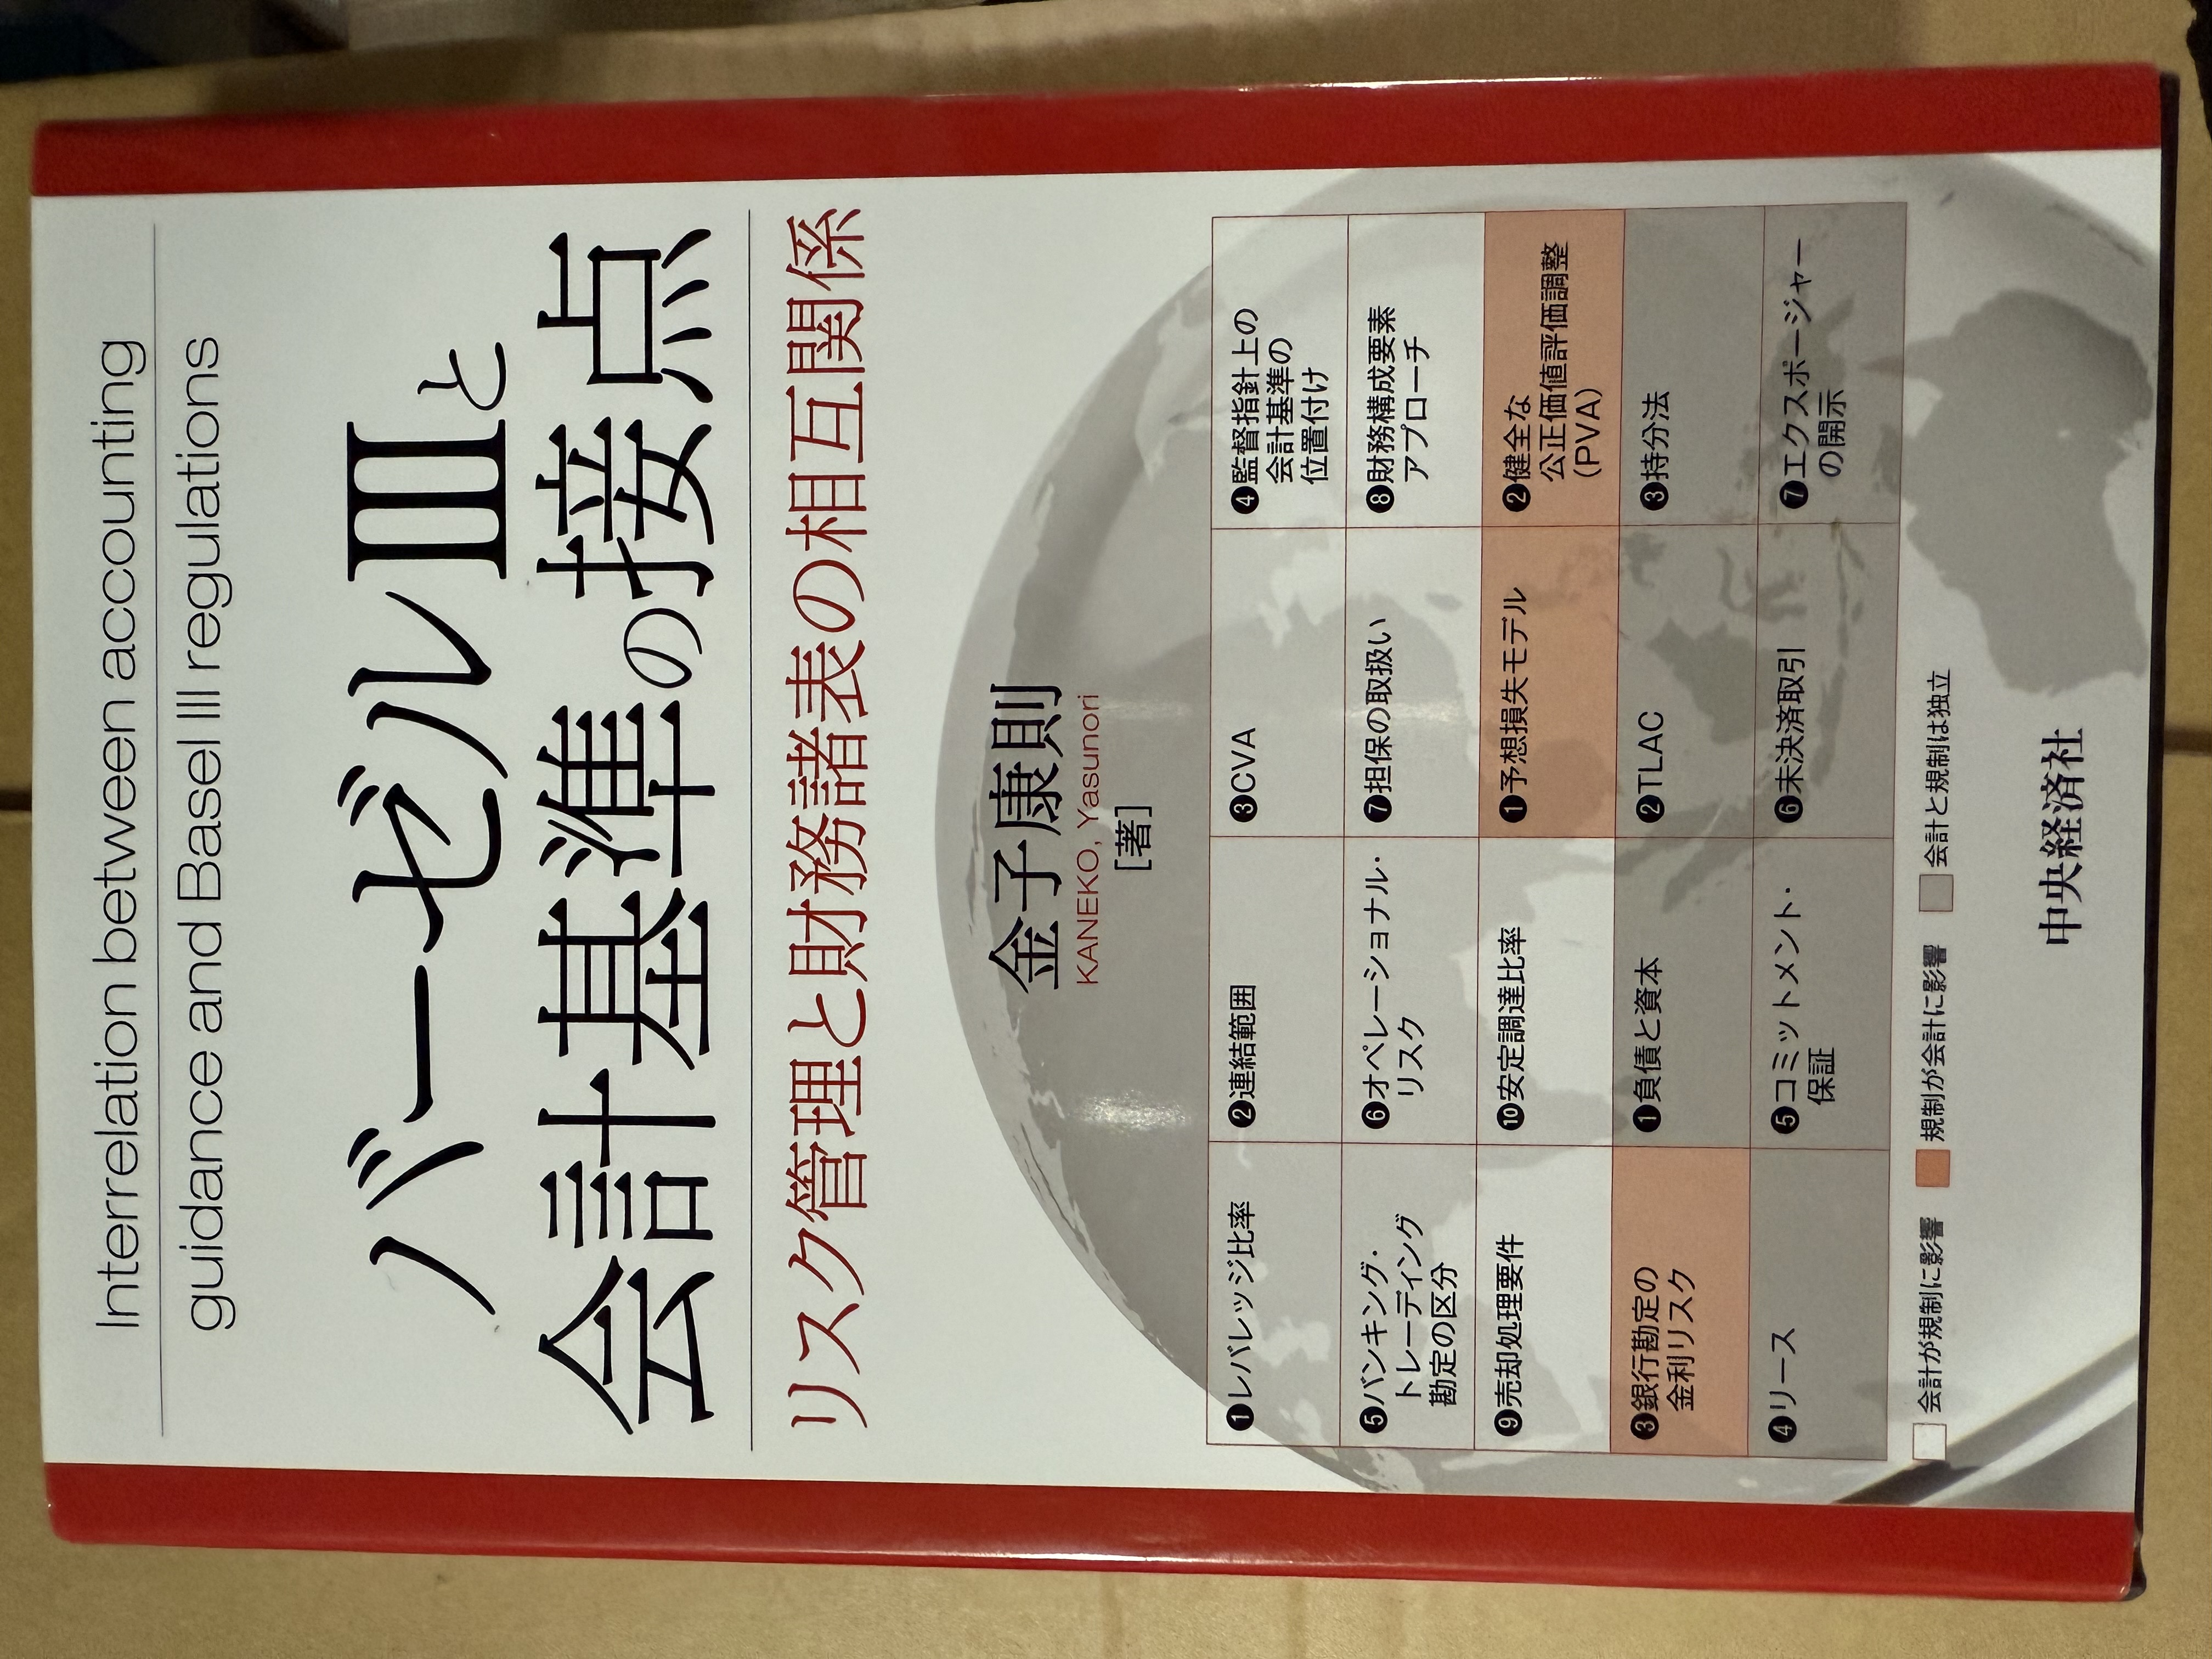 Interrelation between accounting
guidance and Basel III regulations
バーゼルⅢと
会計基準の接点
リスク管理と財務諸表の相互関係
金子康則
KANEKO, Yasunori
[著]
❶レバレッジ比率
❷連結範囲
❸CVA
❹監督指針上の
会計基準の
位置付け
❺バンキング・
トレーディング
勘定の区分
❻オペレーショナル・
リスク
❼担保の取扱い
❽財務構成要素
アプローチ
❾売却処理要件
❿安定調達比率
❶予想損失モデル
❷健全な
公正価値評価調整
(PVA)
❸銀行勘定の
金利リスク
❶負債と資本
❷TLAC
❸持分法
❹リース
❺コミットメント・
保証
❻未決済取引
❼エクスポージャー
の開示
会計が規制に影響 規制が会計に影響 会計と規制は独立
中央経済社